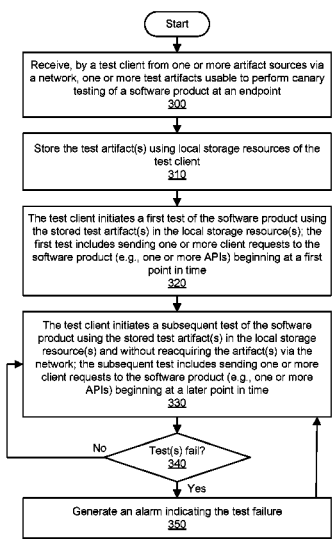 Start
Receive, by a test client from one or more artifact sources via
a network, one or more test artifacts usable to perform canary
testing of a software product at an endpoint
300
Store the test artifact(s) using local storage resources of the
test client
310
The test client initiates a first test of the software product using
the stored test artifact(s) in the local storage resource(s); the
first test includes sending one or more client requests to the
software product (e.g., one or more APIs) beginning at a first
point in time
320
The test client initiates a subsequent test of the software
product using the stored test artifact(s) in the local storage
resource(s) and without reacquiring the artifact(s) via the
network; the subsequent test includes sending one or more
client requests to the software product (e.g., one or more
APIs) beginning at a later point in time
330
No
Test(s) fail?
340
Yes
Generate an alarm indicating the test failure
350